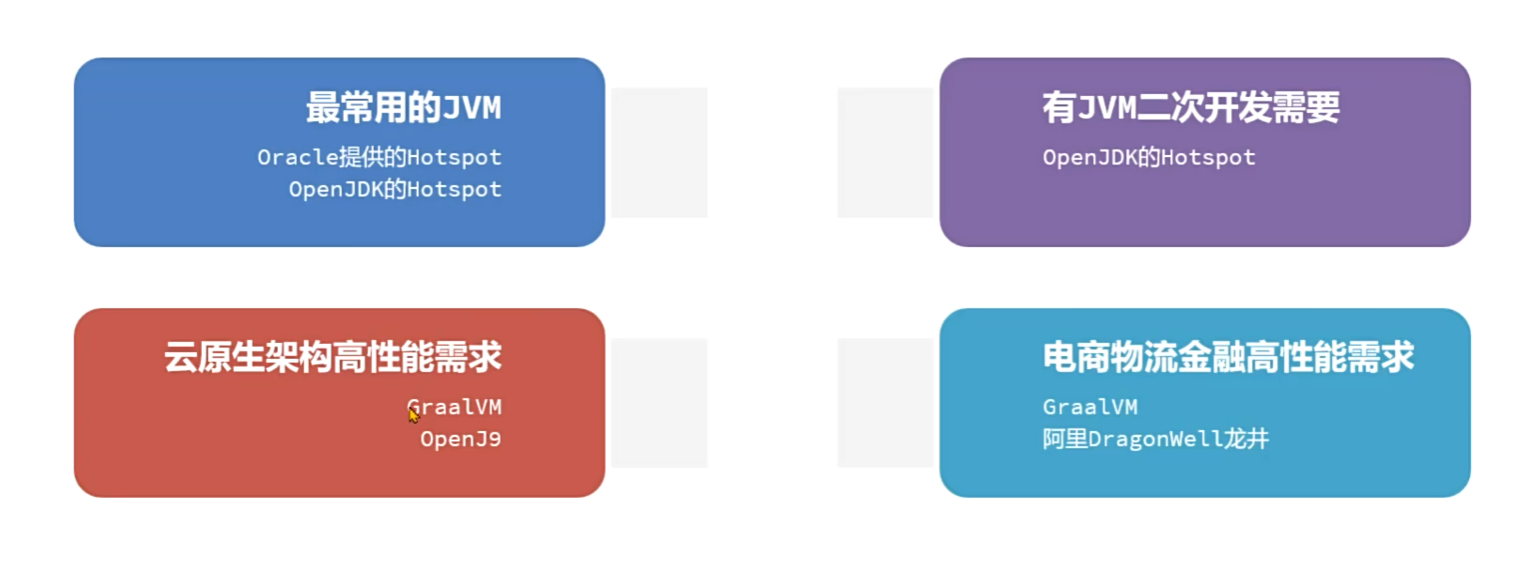 最常用的JVM
Oracle提供的Hotspot
OpenJDK的Hotspot
有JVM二次开发需要
OpenJDK的Hotspot
云原生架构高性能需求
GraalVM
OpenJ9
电商物流金融高性能需求
GraalVM
阿里DragonWell龙井